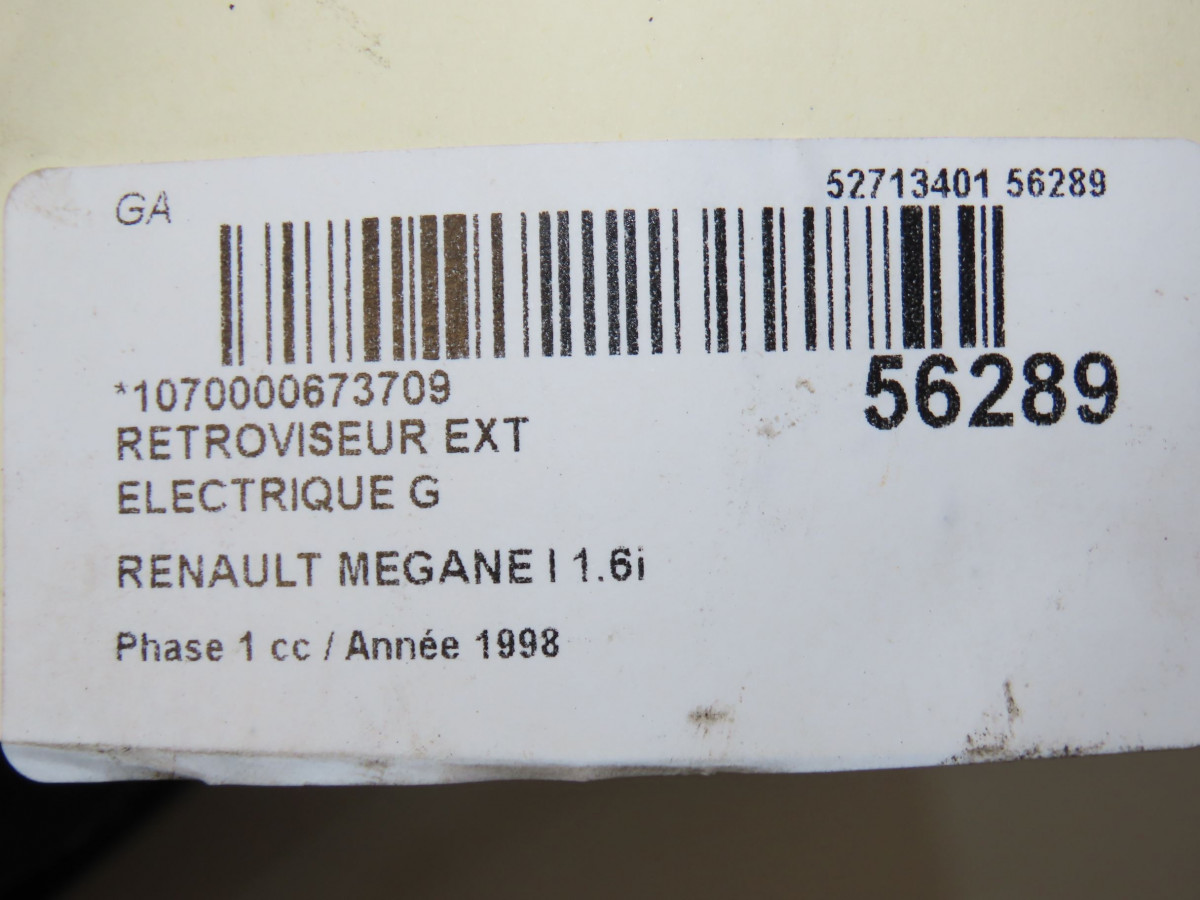 GA
52713401 56289
*1070000673709
56289
RETROVISEUR EXT
ELECTRIQUE G
RENAULT MEGANE I 1.6i
Phase 1 cc / Année 1998